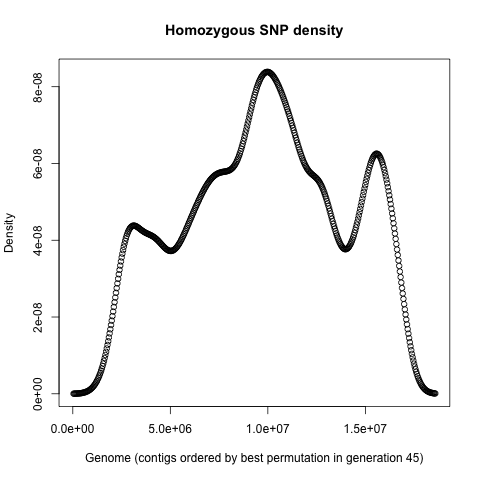 Homozygous SNP density
Density
8e-08
6e-08
4e-08
2e-08
0e+00
0.0e+00 5.0e+06 1.0e+07 1.5e+07
Genome (contigs ordered by best permutation in generation 45)